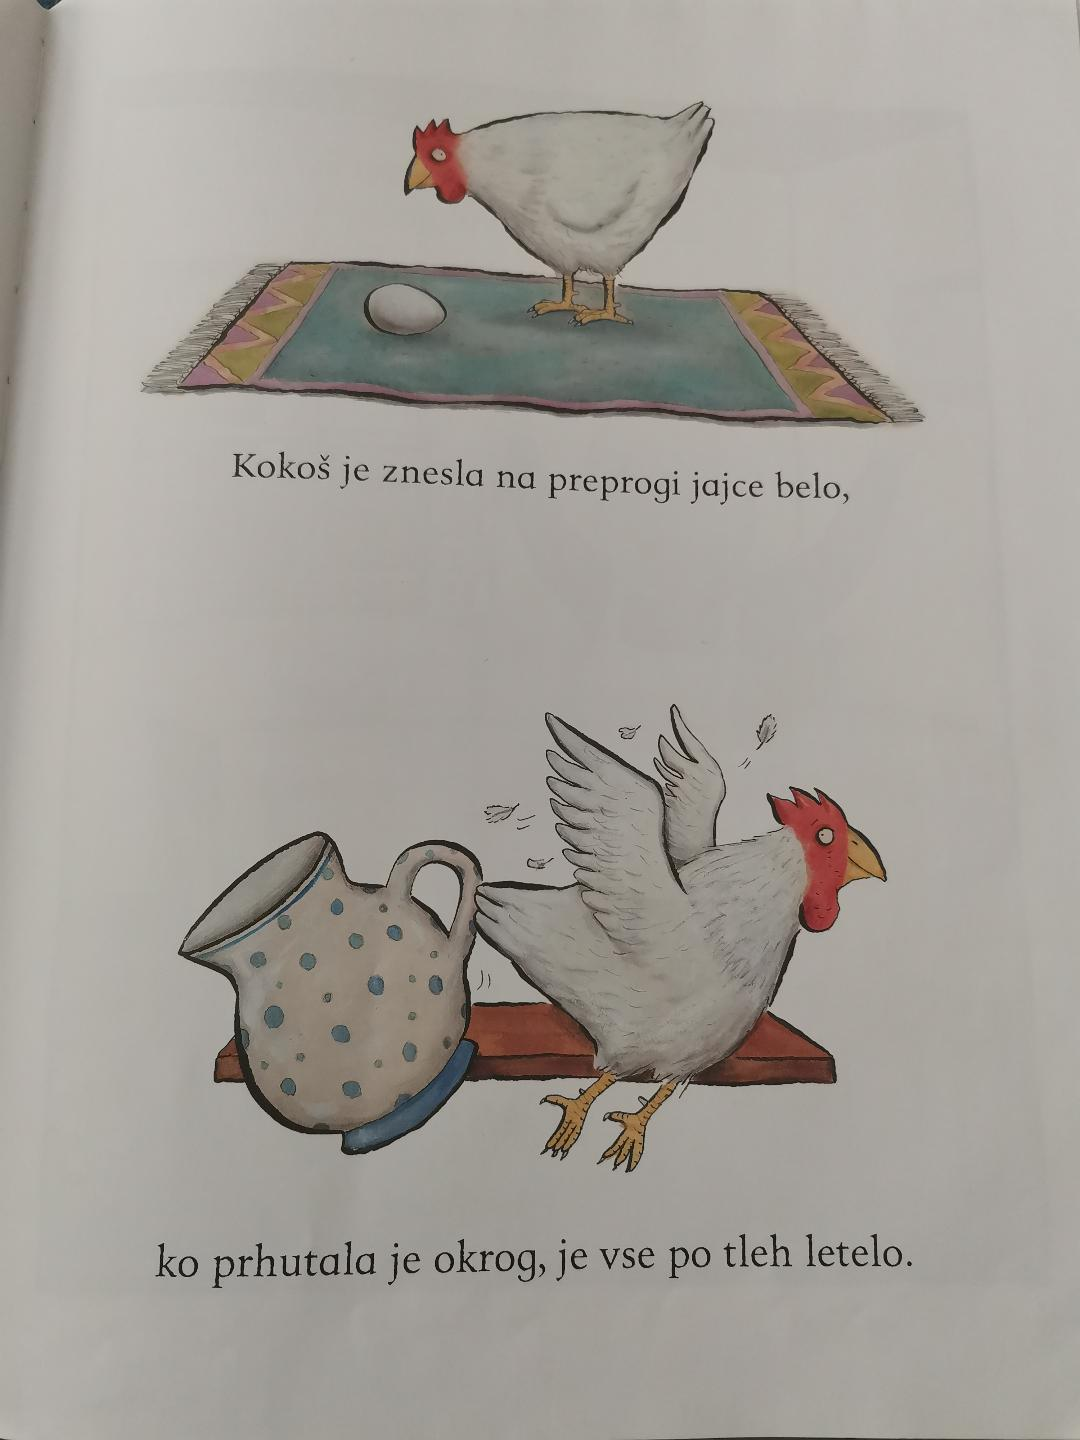 Kokoš je znesla na preprogi jajce belo,
ko prhutala je okrog, je vse po tleh letelo.